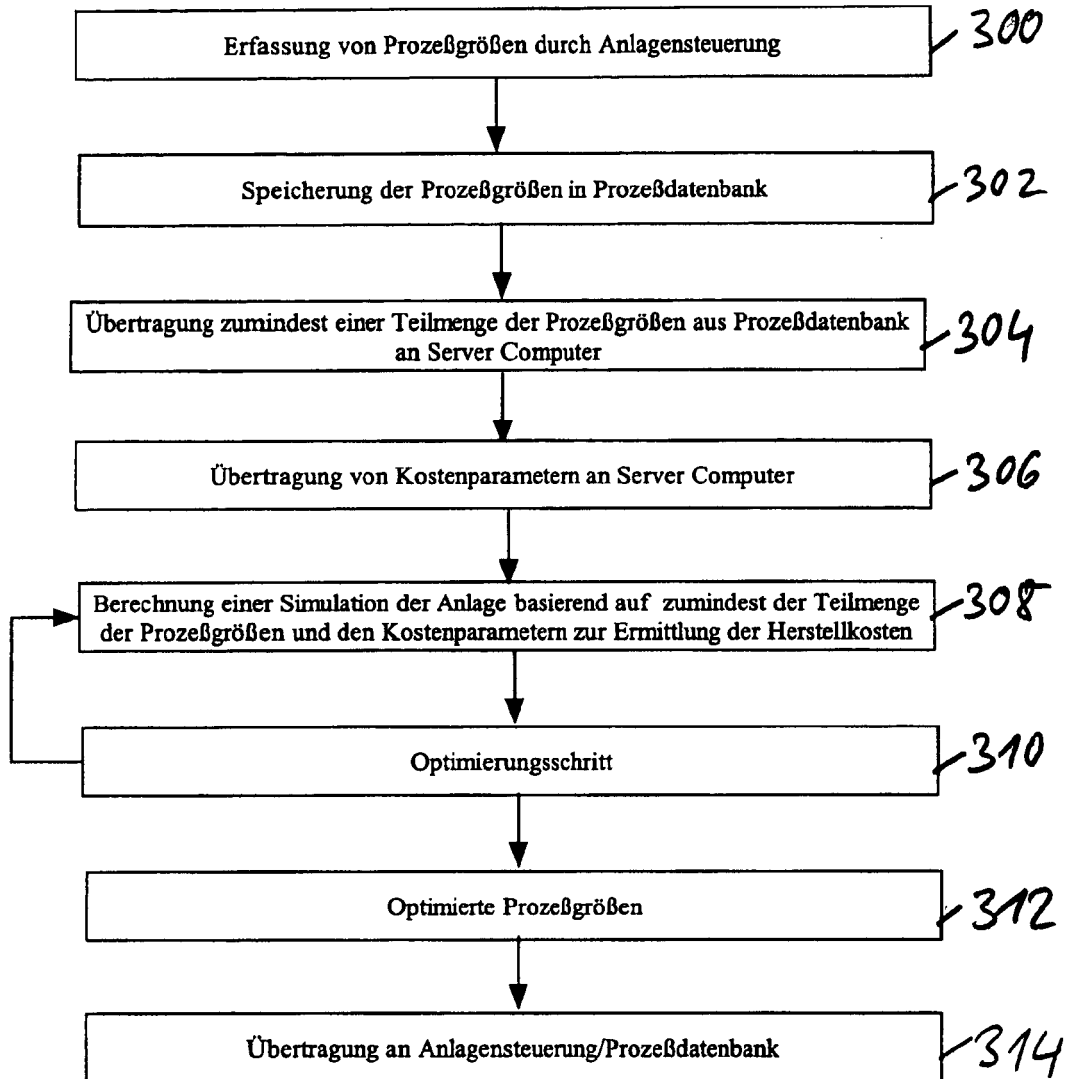 Erfassung von Prozeßgrößen durch Anlagensteuerung
300
Speicherung der Prozeßgrößen in Prozeßdatenbank
302
Übertragung zumindest einer Teilmenge der Prozeßgrößen aus Prozeßdatenbank
an Server Computer
304
Übertragung von Kostenparametern an Server Computer
306
Berechnung einer Simulation der Anlage basierend auf zumindest der Teilmenge
der Prozeßgrößen und den Kostenparametern zur Ermittlung der Herstellkosten
308
Optimierungsschritt
310
Optimierte Prozeßgrößen
312
Übertragung an Anlagensteuerung/Prozeßdatenbank
314